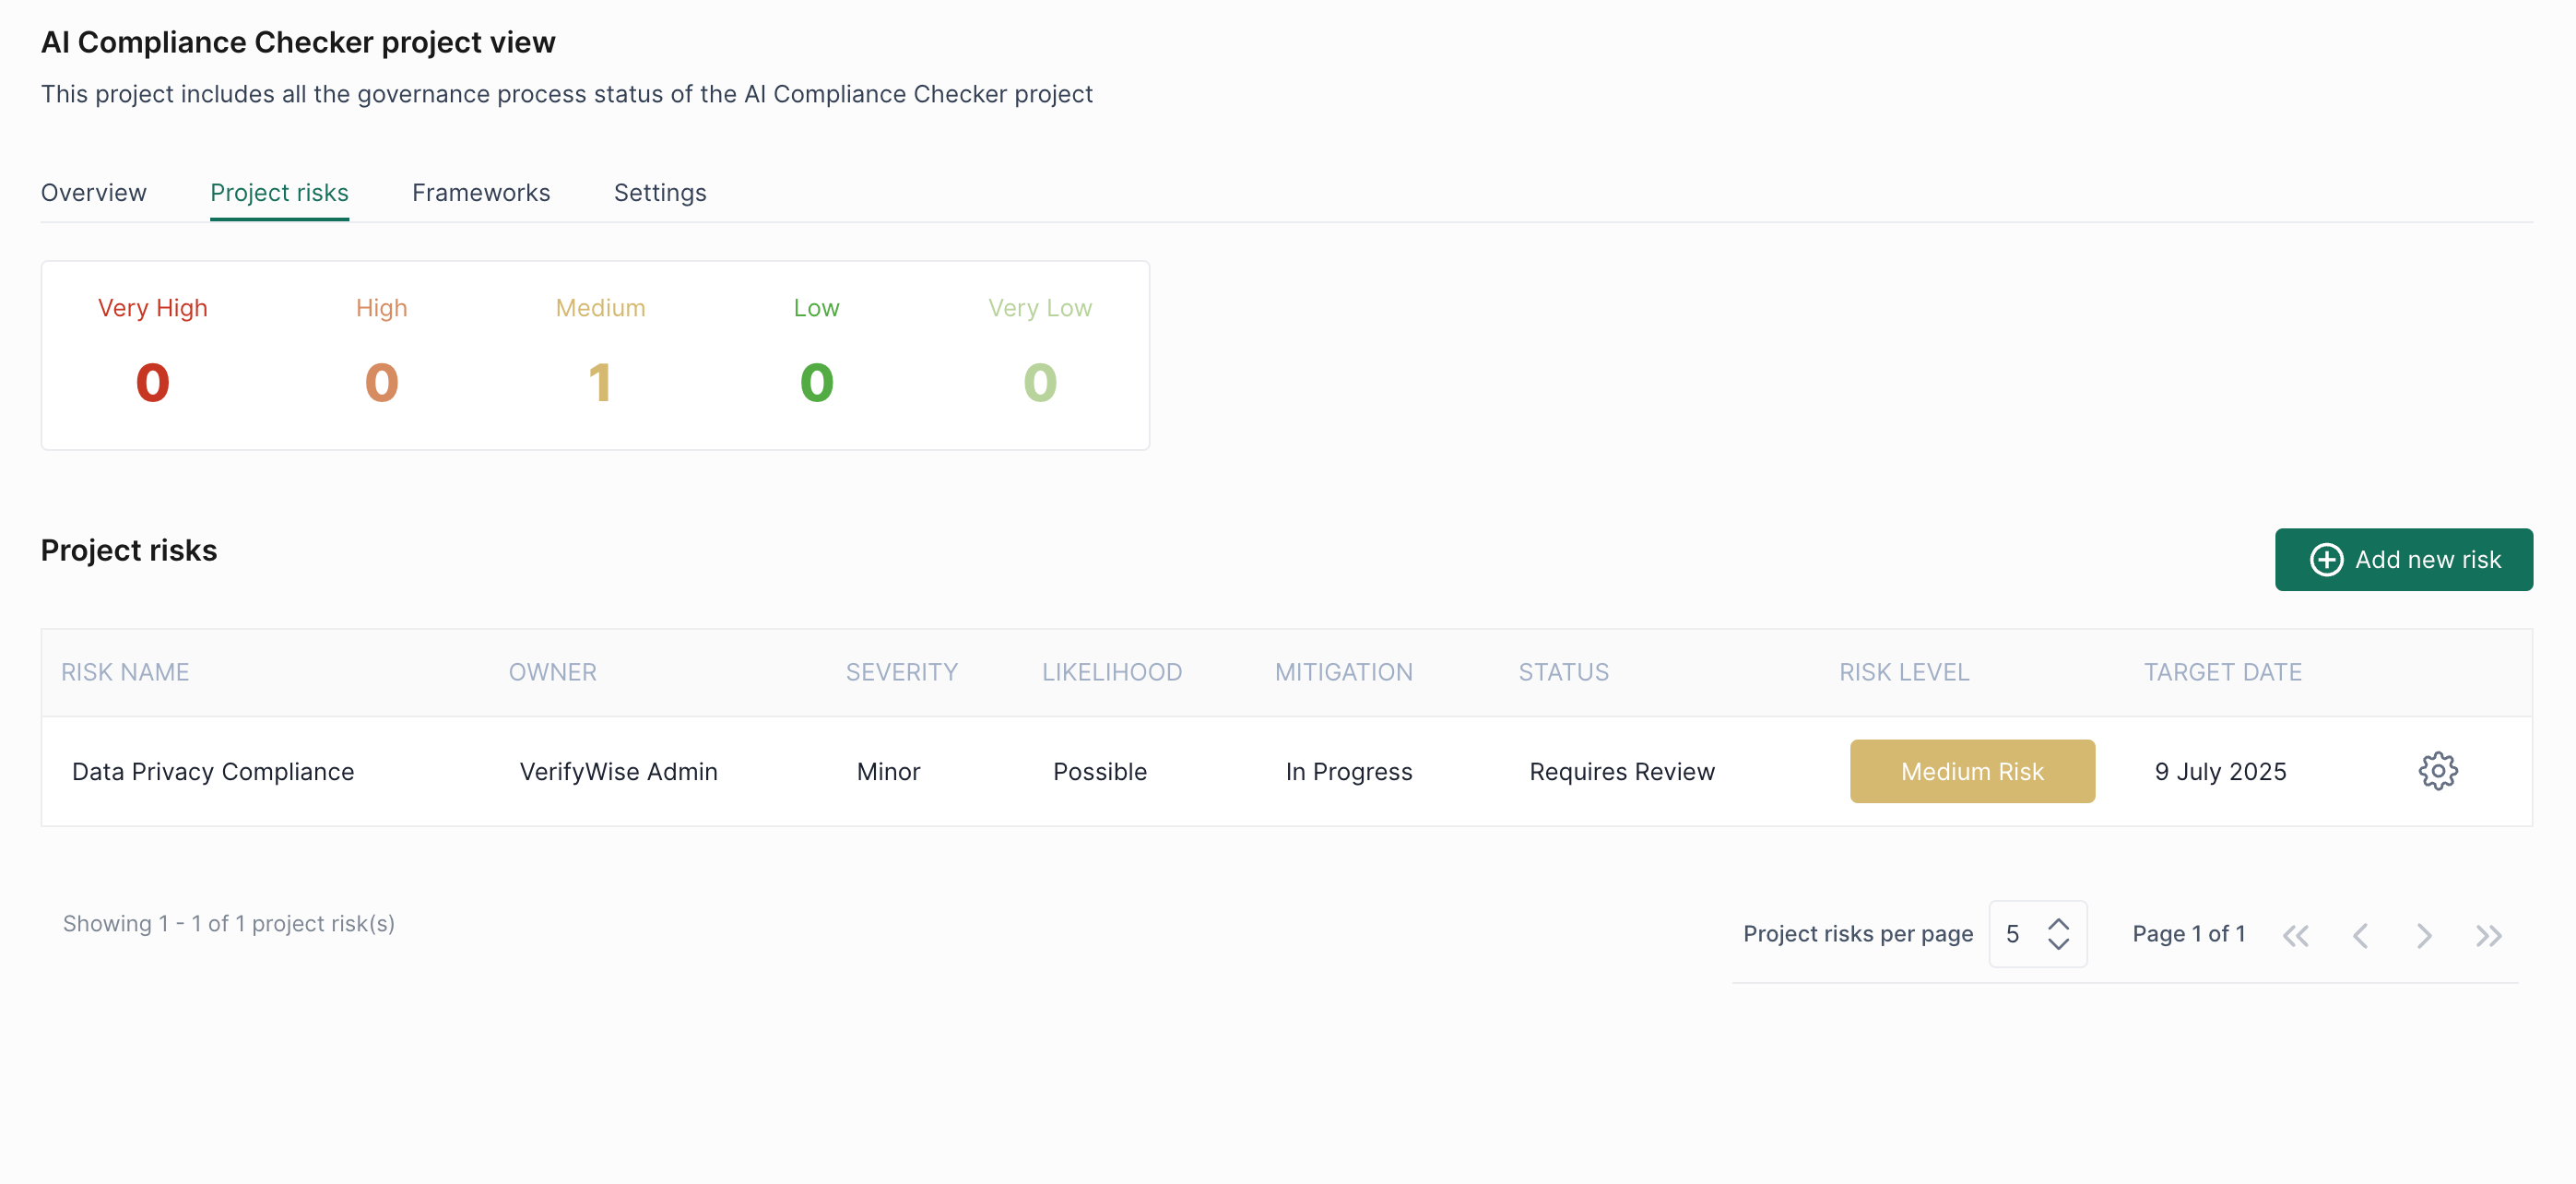 AI Compliance Checker project view
This project includes all the governance process status of the AI Compliance Checker project
Overview Project risks Frameworks Settings
Very High High Medium Low Very Low
0 0 1 0 0
Project risks
Add new risk
RISK NAME OWNER SEVERITY LIKELIHOOD MITIGATION STATUS RISK LEVEL TARGET DATE
Data Privacy Compliance VerifyWise Admin Minor Possible In Progress Requires Review Medium Risk 9 July 2025
Showing 1 - 1 of 1 project risk(s)
Project risks per page 5 Page 1 of 1